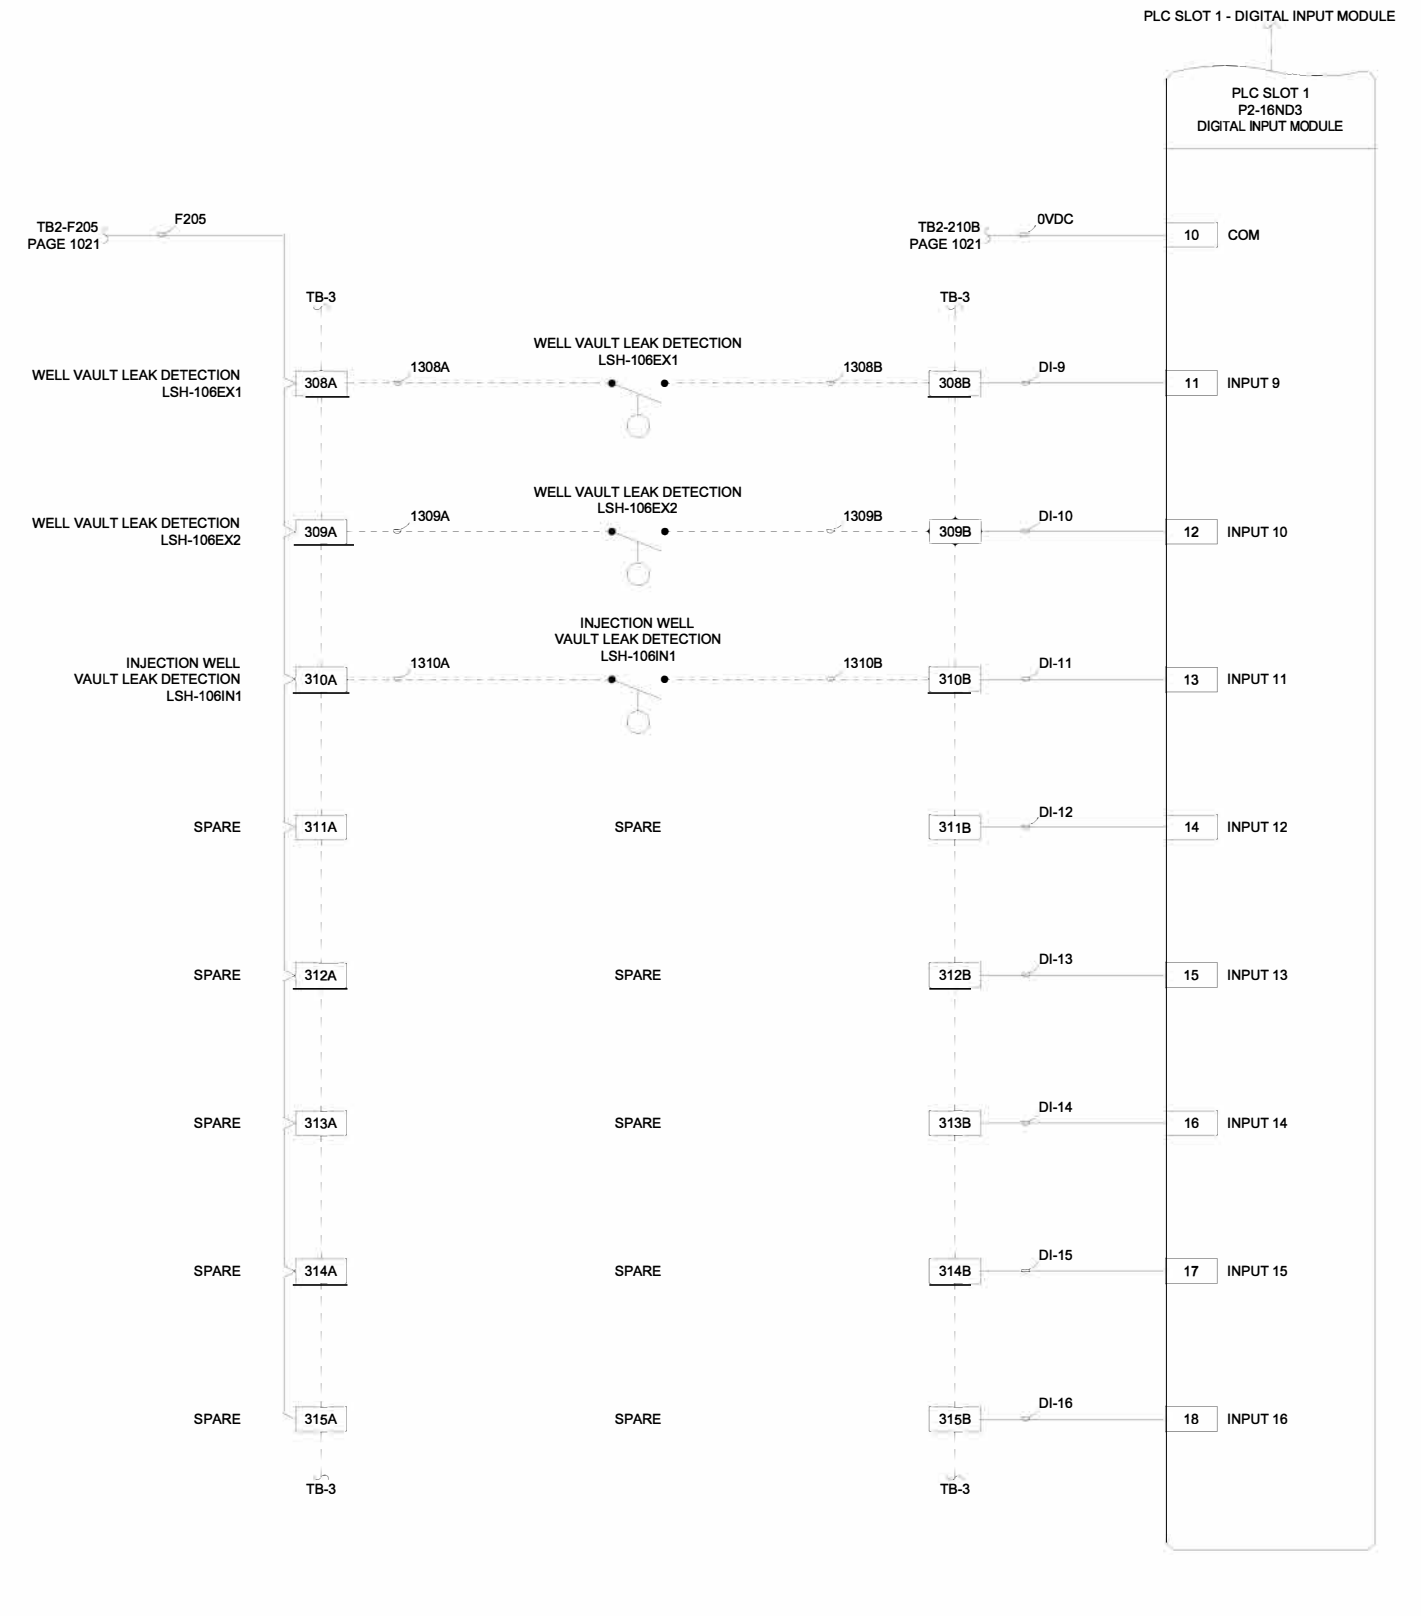 PLC SLOT 1 - DIGITAL INPUT MODULE
PLC SLOT 1
P2-16ND3
DIGITAL INPUT MODULE
TB2-F205
PAGE 1021
F205
TB2-210B
PAGE 1021
0VDC
10
COM
TB-3
TB-3
WELL VAULT LEAK DETECTION
LSH-106EX1
308A
1308A
WELL VAULT LEAK DETECTION
LSH-106EX1
1308B
308B
DI-9
11
INPUT 9
WELL VAULT LEAK DETECTION
LSH-106EX2
309A
1309A
WELL VAULT LEAK DETECTION
LSH-106EX2
1309B
309B
DI-10
12
INPUT 10
INJECTION WELL
VAULT LEAK DETECTION
LSH-106IN1
310A
1310A
INJECTION WELL
VAULT LEAK DETECTION
LSH-106IN1
1310B
310B
DI-11
13
INPUT 11
SPARE
311A
SPARE
311B
DI-12
14
INPUT 12
SPARE
312A
SPARE
312B
DI-13
15
INPUT 13
SPARE
313A
SPARE
313B
DI-14
16
INPUT 14
SPARE
314A
SPARE
314B
DI-15
17
INPUT 15
SPARE
315A
SPARE
315B
DI-16
18
INPUT 16
TB-3
TB-3